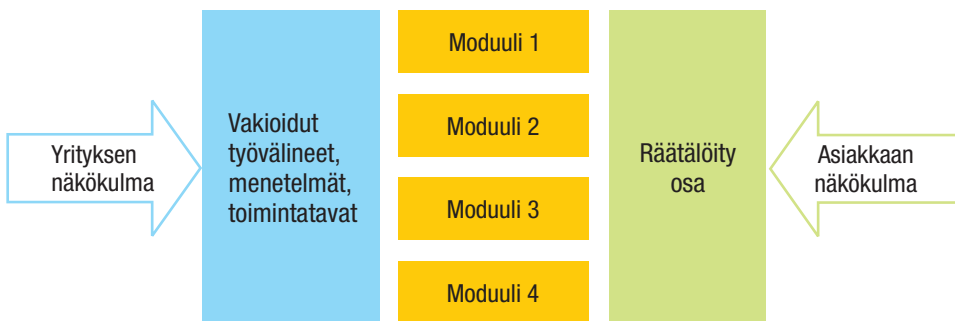 Yrityksen
näkökulma
Vakioidut
työvälineet,
menetelmät,
toimintatavat
Moduuli 1
Moduuli 2
Moduuli 3
Moduuli 4
Räätälöity
osa
Asiakkaan
näkökulma